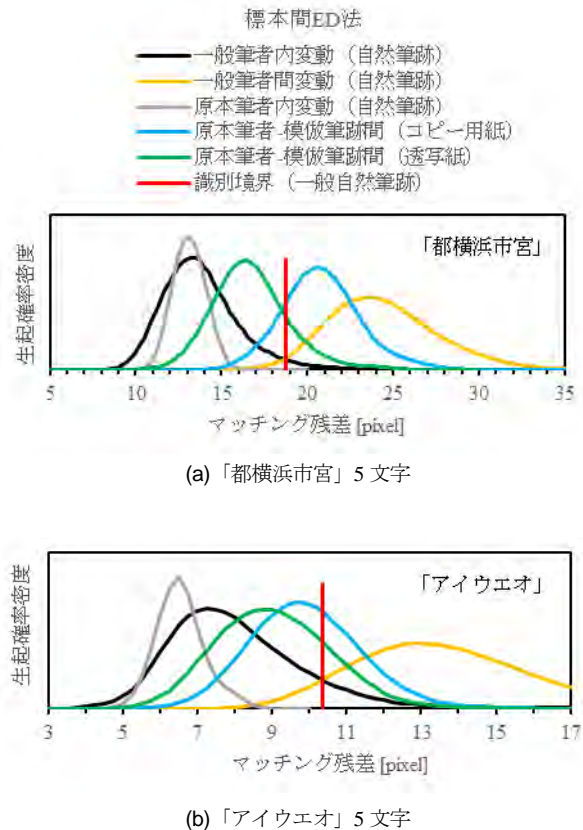 標本間ED法
一般筆者内変動（自然筆跡）
一般筆者間変動（自然筆跡）
原本筆者内変動（自然筆跡）
原本筆者-模倣筆跡間（コピー用紙）
原本筆者-模倣筆跡間（透写紙）
識別境界（一般自然筆跡）
「都横浜市宮」
生起確率密度
5 10 15 20 25 30 35
マッチング残差 [pixel]
(a)「都横浜市宮」5 文字
「アイウエオ」
生起確率密度
3 5 7 9 11 13 15 17
マッチング残差 [pixel]
(b)「アイウエオ」5 文字